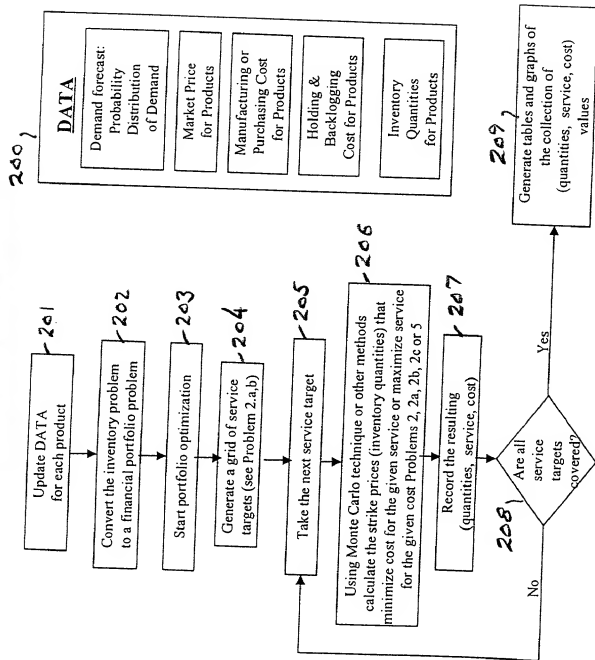 Update DATA
for each product
201
Convert the inventory problem
to a financial portfolio problem
202
Start portfolio optimization
203
Generate a grid of service
targets (see Problem 2.a,b)
204
Take the next service target
205
Using Monte Carlo technique or other methods
calculate the strike prices (inventory quantities) that
minimize cost for the given service or maximize service
for the given cost Problems 2, 2a, 2b, 2c or 5
206
Record the resulting
(quantities, service, cost)
207
Are all
service
targets
covered?
208
No
Yes
200
DATA
Demand forecast:
Probability
Distribution
of Demand
Market Price
for Products
Manufacturing or
Purchasing Cost
for Products
Holding &
Backlogging
Cost for Products
Inventory
Quantities
for Products
209
Generate tables and graphs of
the collection of
(quantities, service, cost)
values